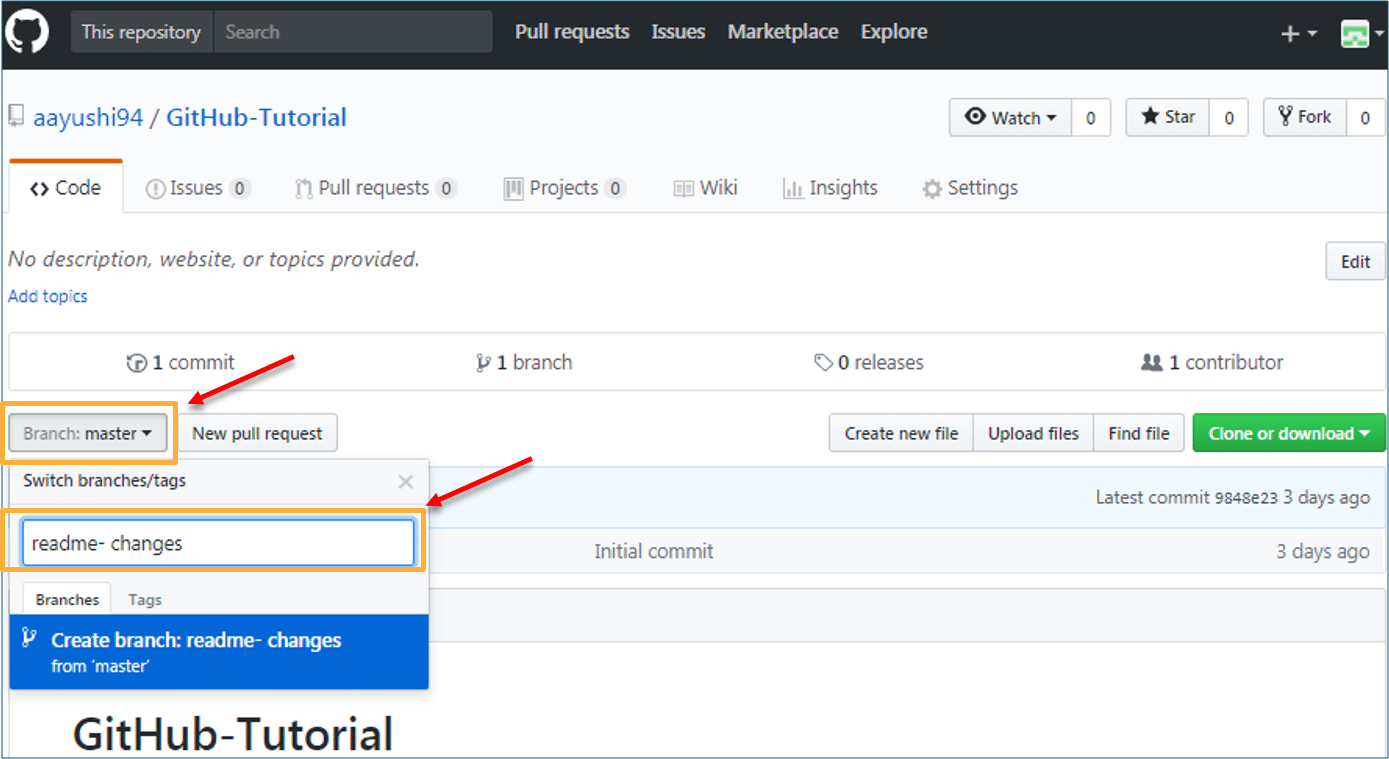 This repository Search Pull requests Issues Marketplace Explore
aayushi94 / GitHub-Tutorial Watch 0 Star 0 Fork 0
Code Issues 0 Pull requests 0 Projects 0 Wiki Insights Settings
No description, website, or topics provided. Edit
Add topics
1 commit 1 branch 0 releases 1 contributor
Branch: master New pull request Create new file Upload files Find file Clone or download
Switch branches/tags
Latest commit 9848e23 3 days ago
readme- changes
Initial commit 3 days ago
Branches Tags
Create branch: readme- changes
from ‘master’
GitHub-Tutorial